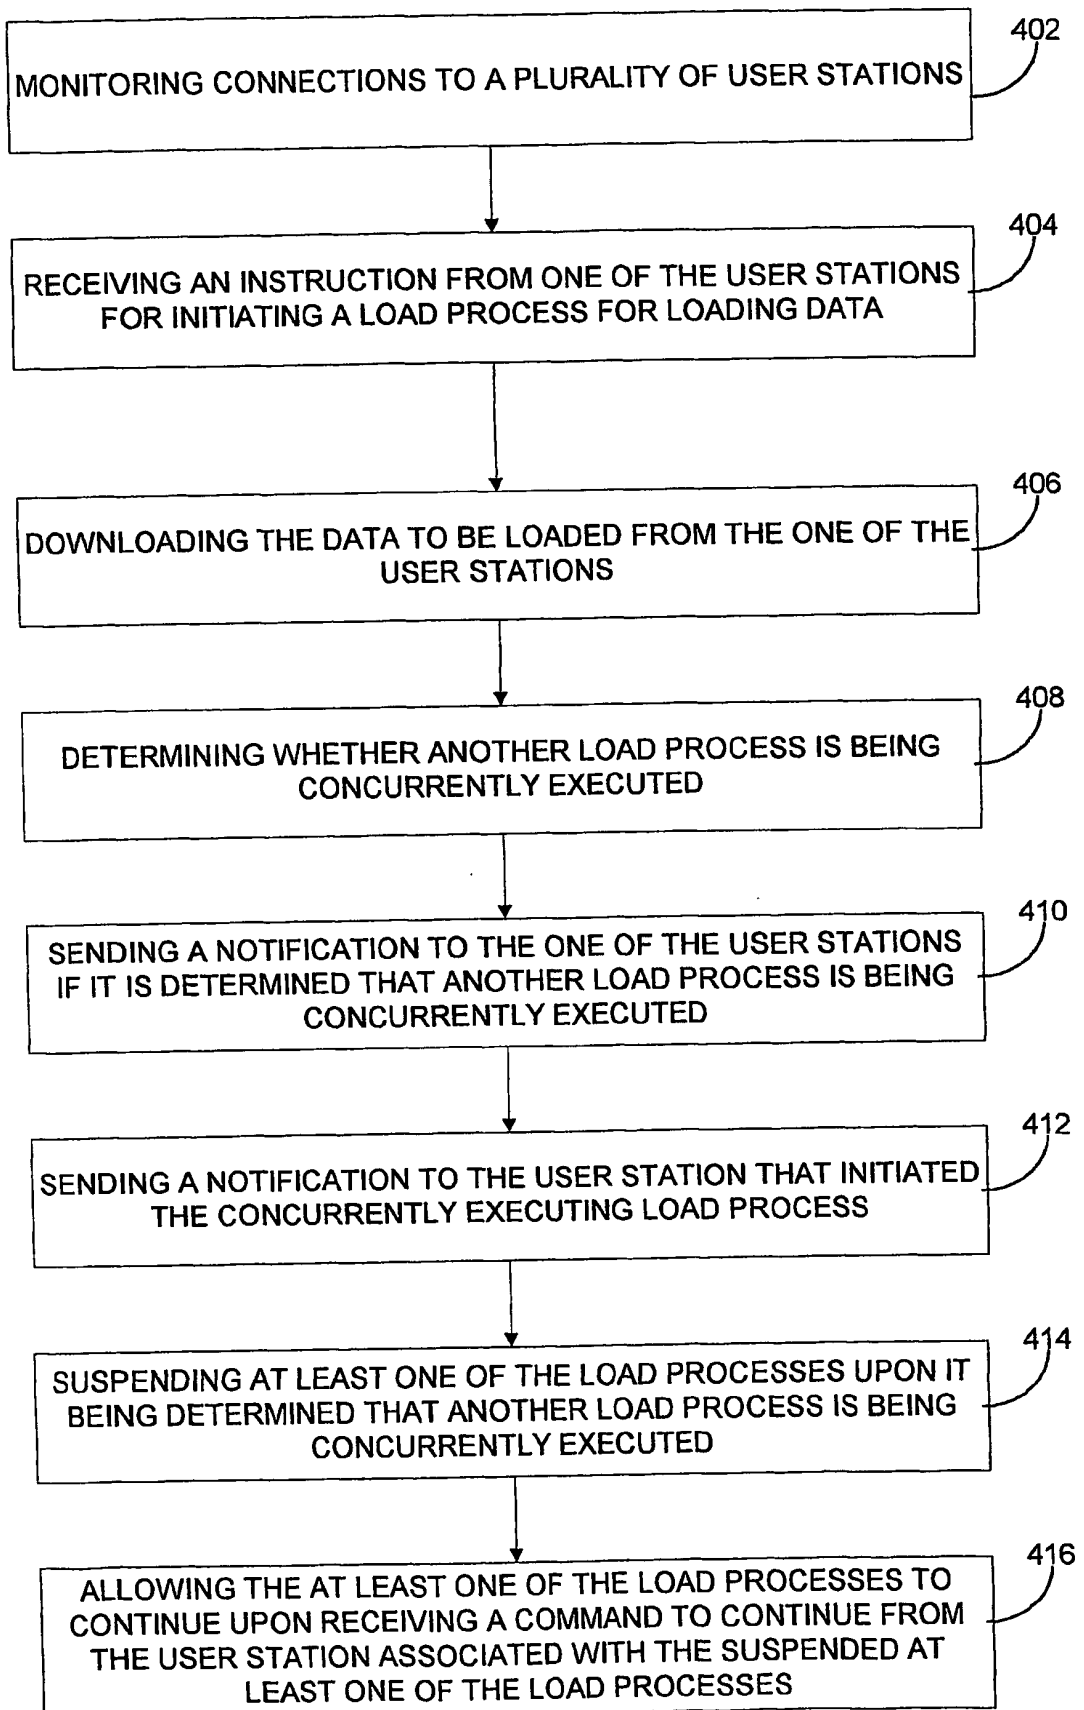 402
MONITORING CONNECTIONS TO A PLURALITY OF USER STATIONS
404
RECEIVING AN INSTRUCTION FROM ONE OF THE USER STATIONS
FOR INITIATING A LOAD PROCESS FOR LOADING DATA
406
DOWNLOADING THE DATA TO BE LOADED FROM THE ONE OF THE
USER STATIONS
408
DETERMINING WHETHER ANOTHER LOAD PROCESS IS BEING
CONCURRENTLY EXECUTED
410
SENDING A NOTIFICATION TO THE ONE OF THE USER STATIONS
IF IT IS DETERMINED THAT ANOTHER LOAD PROCESS IS BEING
CONCURRENTLY EXECUTED
412
SENDING A NOTIFICATION TO THE USER STATION THAT INITIATED
THE CONCURRENTLY EXECUTING LOAD PROCESS
414
SUSPENDING AT LEAST ONE OF THE LOAD PROCESSES UPON IT
BEING DETERMINED THAT ANOTHER LOAD PROCESS IS BEING
CONCURRENTLY EXECUTED
416
ALLOWING THE AT LEAST ONE OF THE LOAD PROCESSES TO
CONTINUE UPON RECEIVING A COMMAND TO CONTINUE FROM
THE USER STATION ASSOCIATED WITH THE SUSPENDED AT
LEAST ONE OF THE LOAD PROCESSES